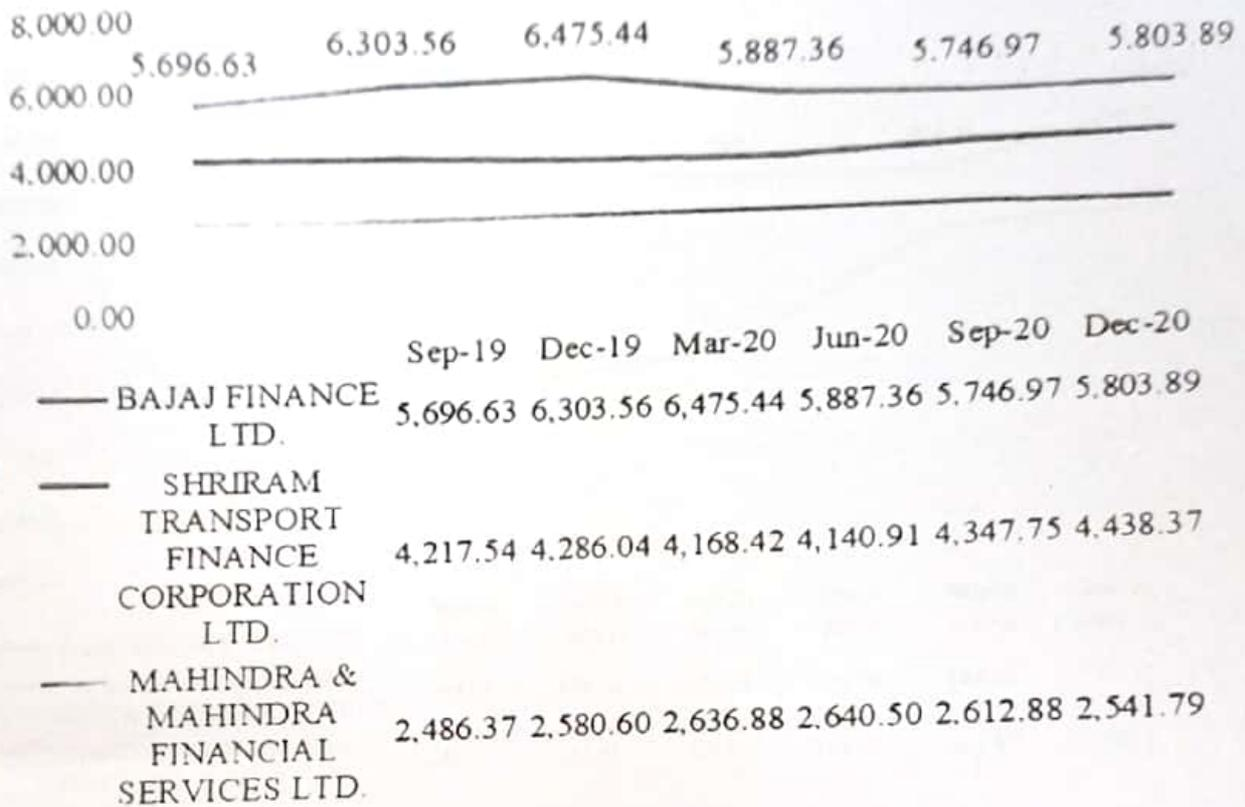 8,000.00
5,696.63 6,303.56 6,475.44 5,887.36 5,746.97 5,803.89
6,000.00
4,000.00
2,000.00
0.00
Sep-19 Dec-19 Mar-20 Jun-20 Sep-20 Dec-20
BAJAJ FINANCE
LTD.
5,696.63 6,303.56 6,475.44 5,887.36 5,746.97 5,803.89
SHRIRAM
TRANSPORT
FINANCE
CORPORATION
LTD.
4,217.54 4,286.04 4,168.42 4,140.91 4,347.75 4,438.37
MAHINDRA &
MAHINDRA
FINANCIAL
SERVICES LTD.
2,486.37 2,580.60 2,636.88 2,640.50 2,612.88 2,541.79